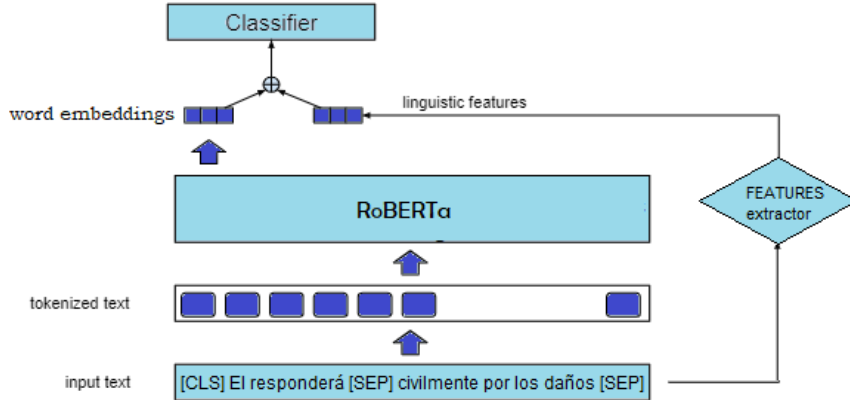 Classifier
word embeddings
linguistic features
FEATURES
extractor
RoBERTa
tokenized text
input text
[CLS] El responderá [SEP] civilmente por los daños [SEP]